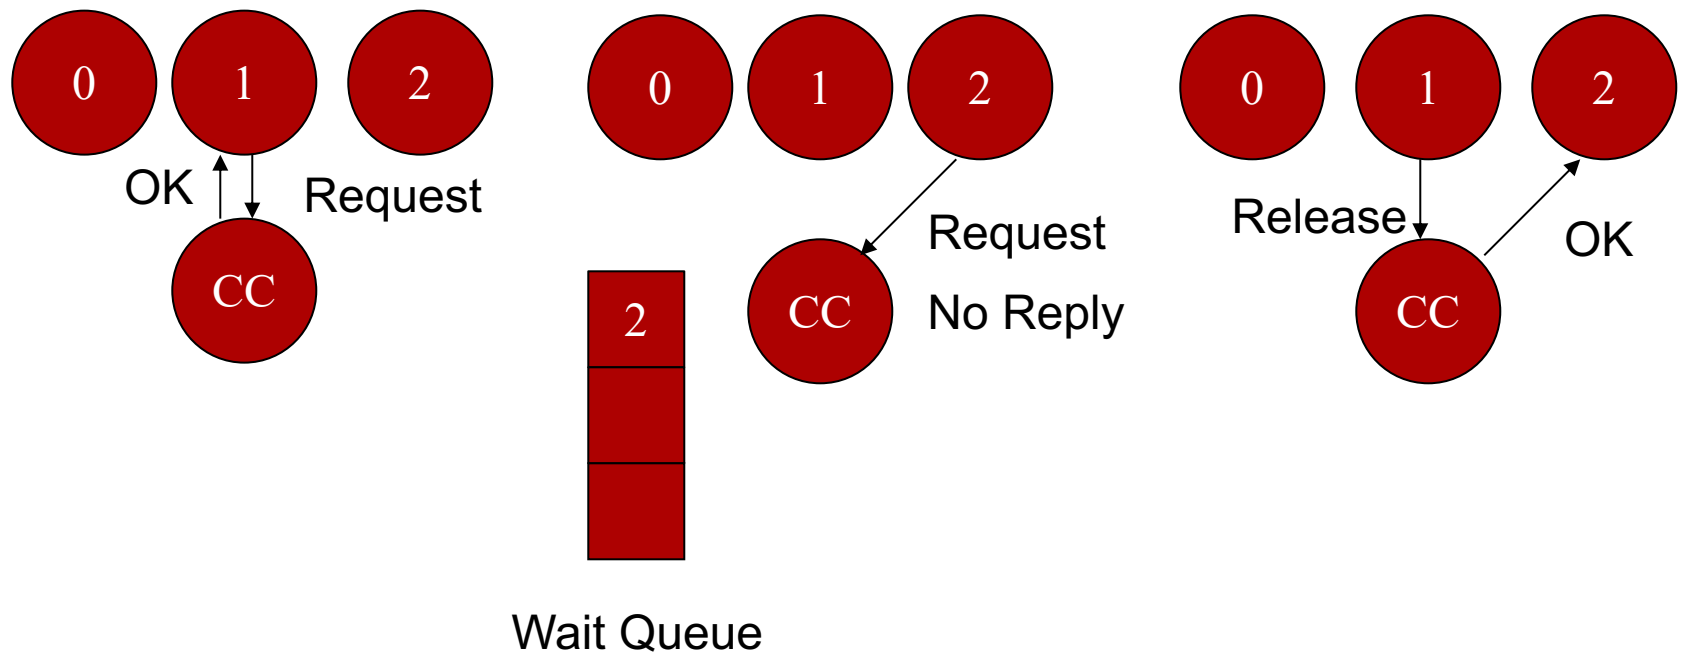 0 1 2
OK Request
CC
0 1 2
Request
CC No Reply
2
Wait Queue
0 1 2
Release OK
CC